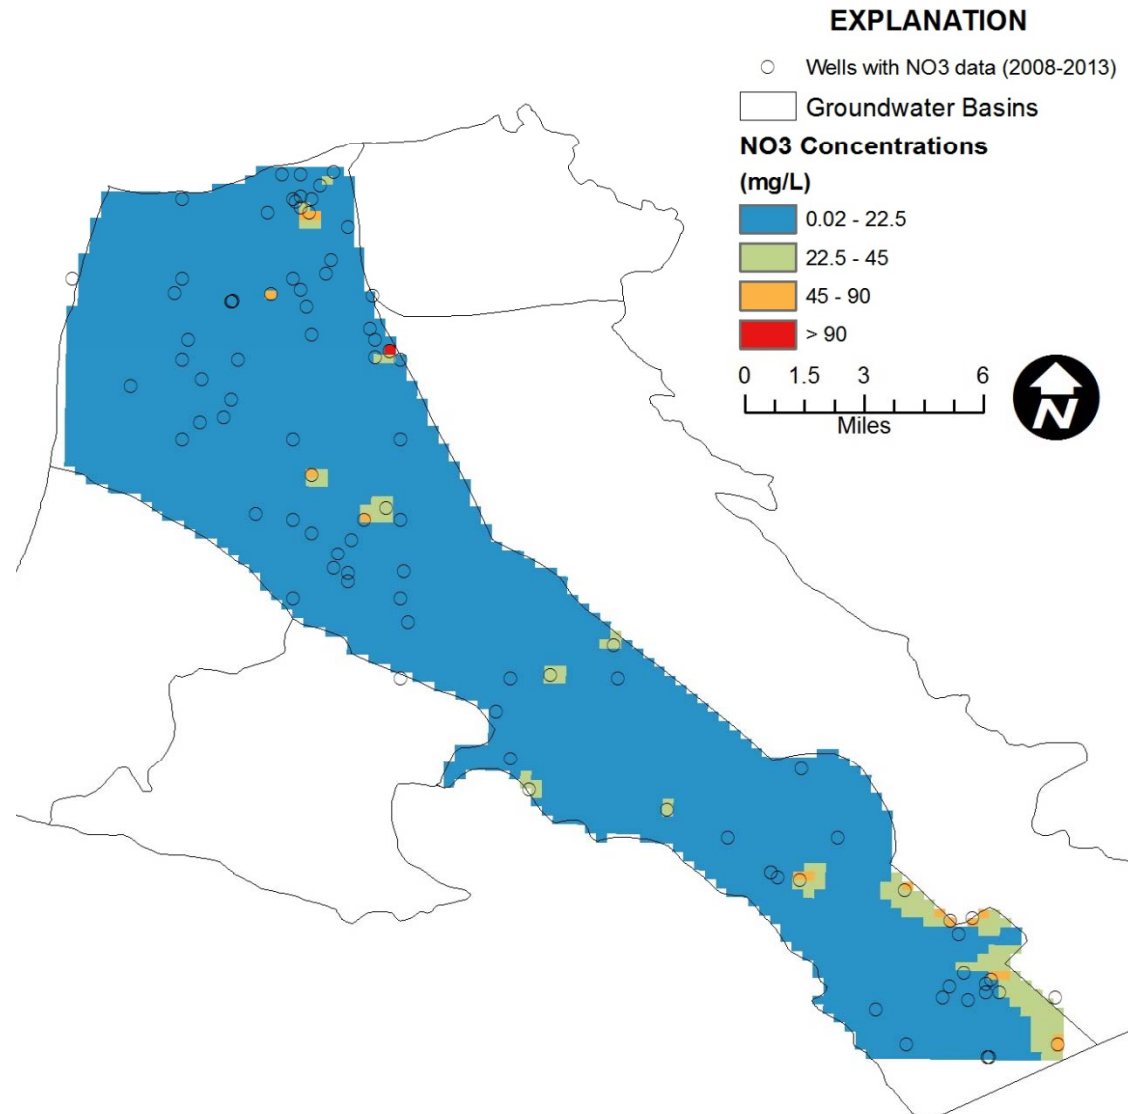 EXPLANATION
Wells with NO3 data (2008-2013)
Groundwater Basins
NO3 Concentrations
(mg/L)
0.02 - 22.5
22.5 - 45
45 - 90
> 90
0 1.5 3 6
Miles
N